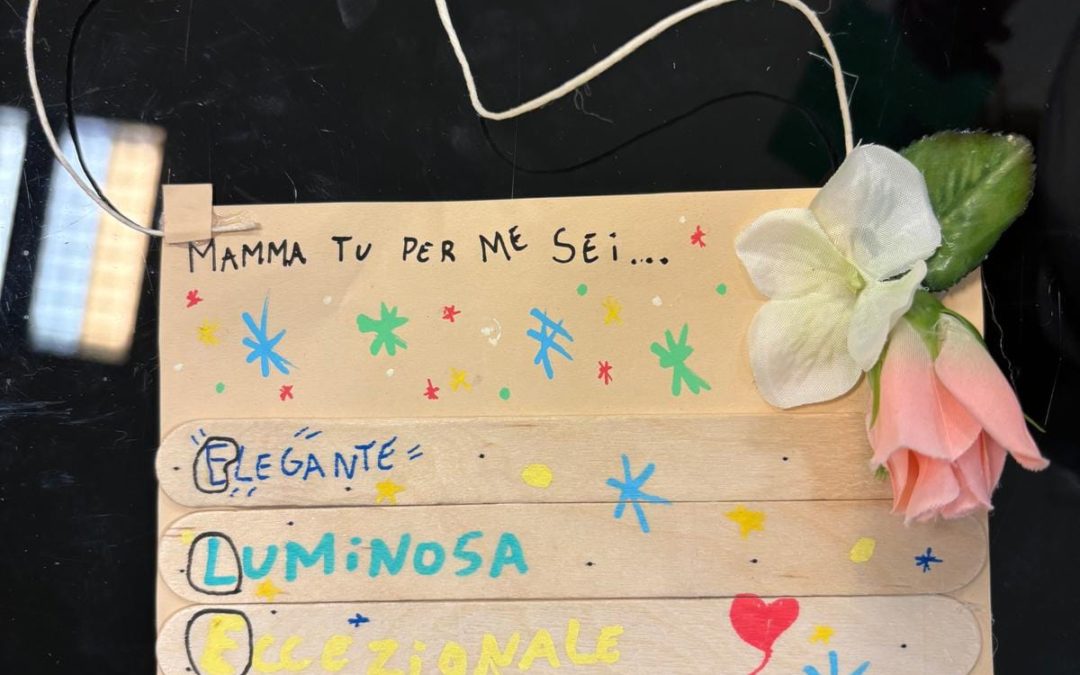 MAMMA TU PER ME SEi...
ELEGANTE
LUMiNOSA
ECCEZiONALE